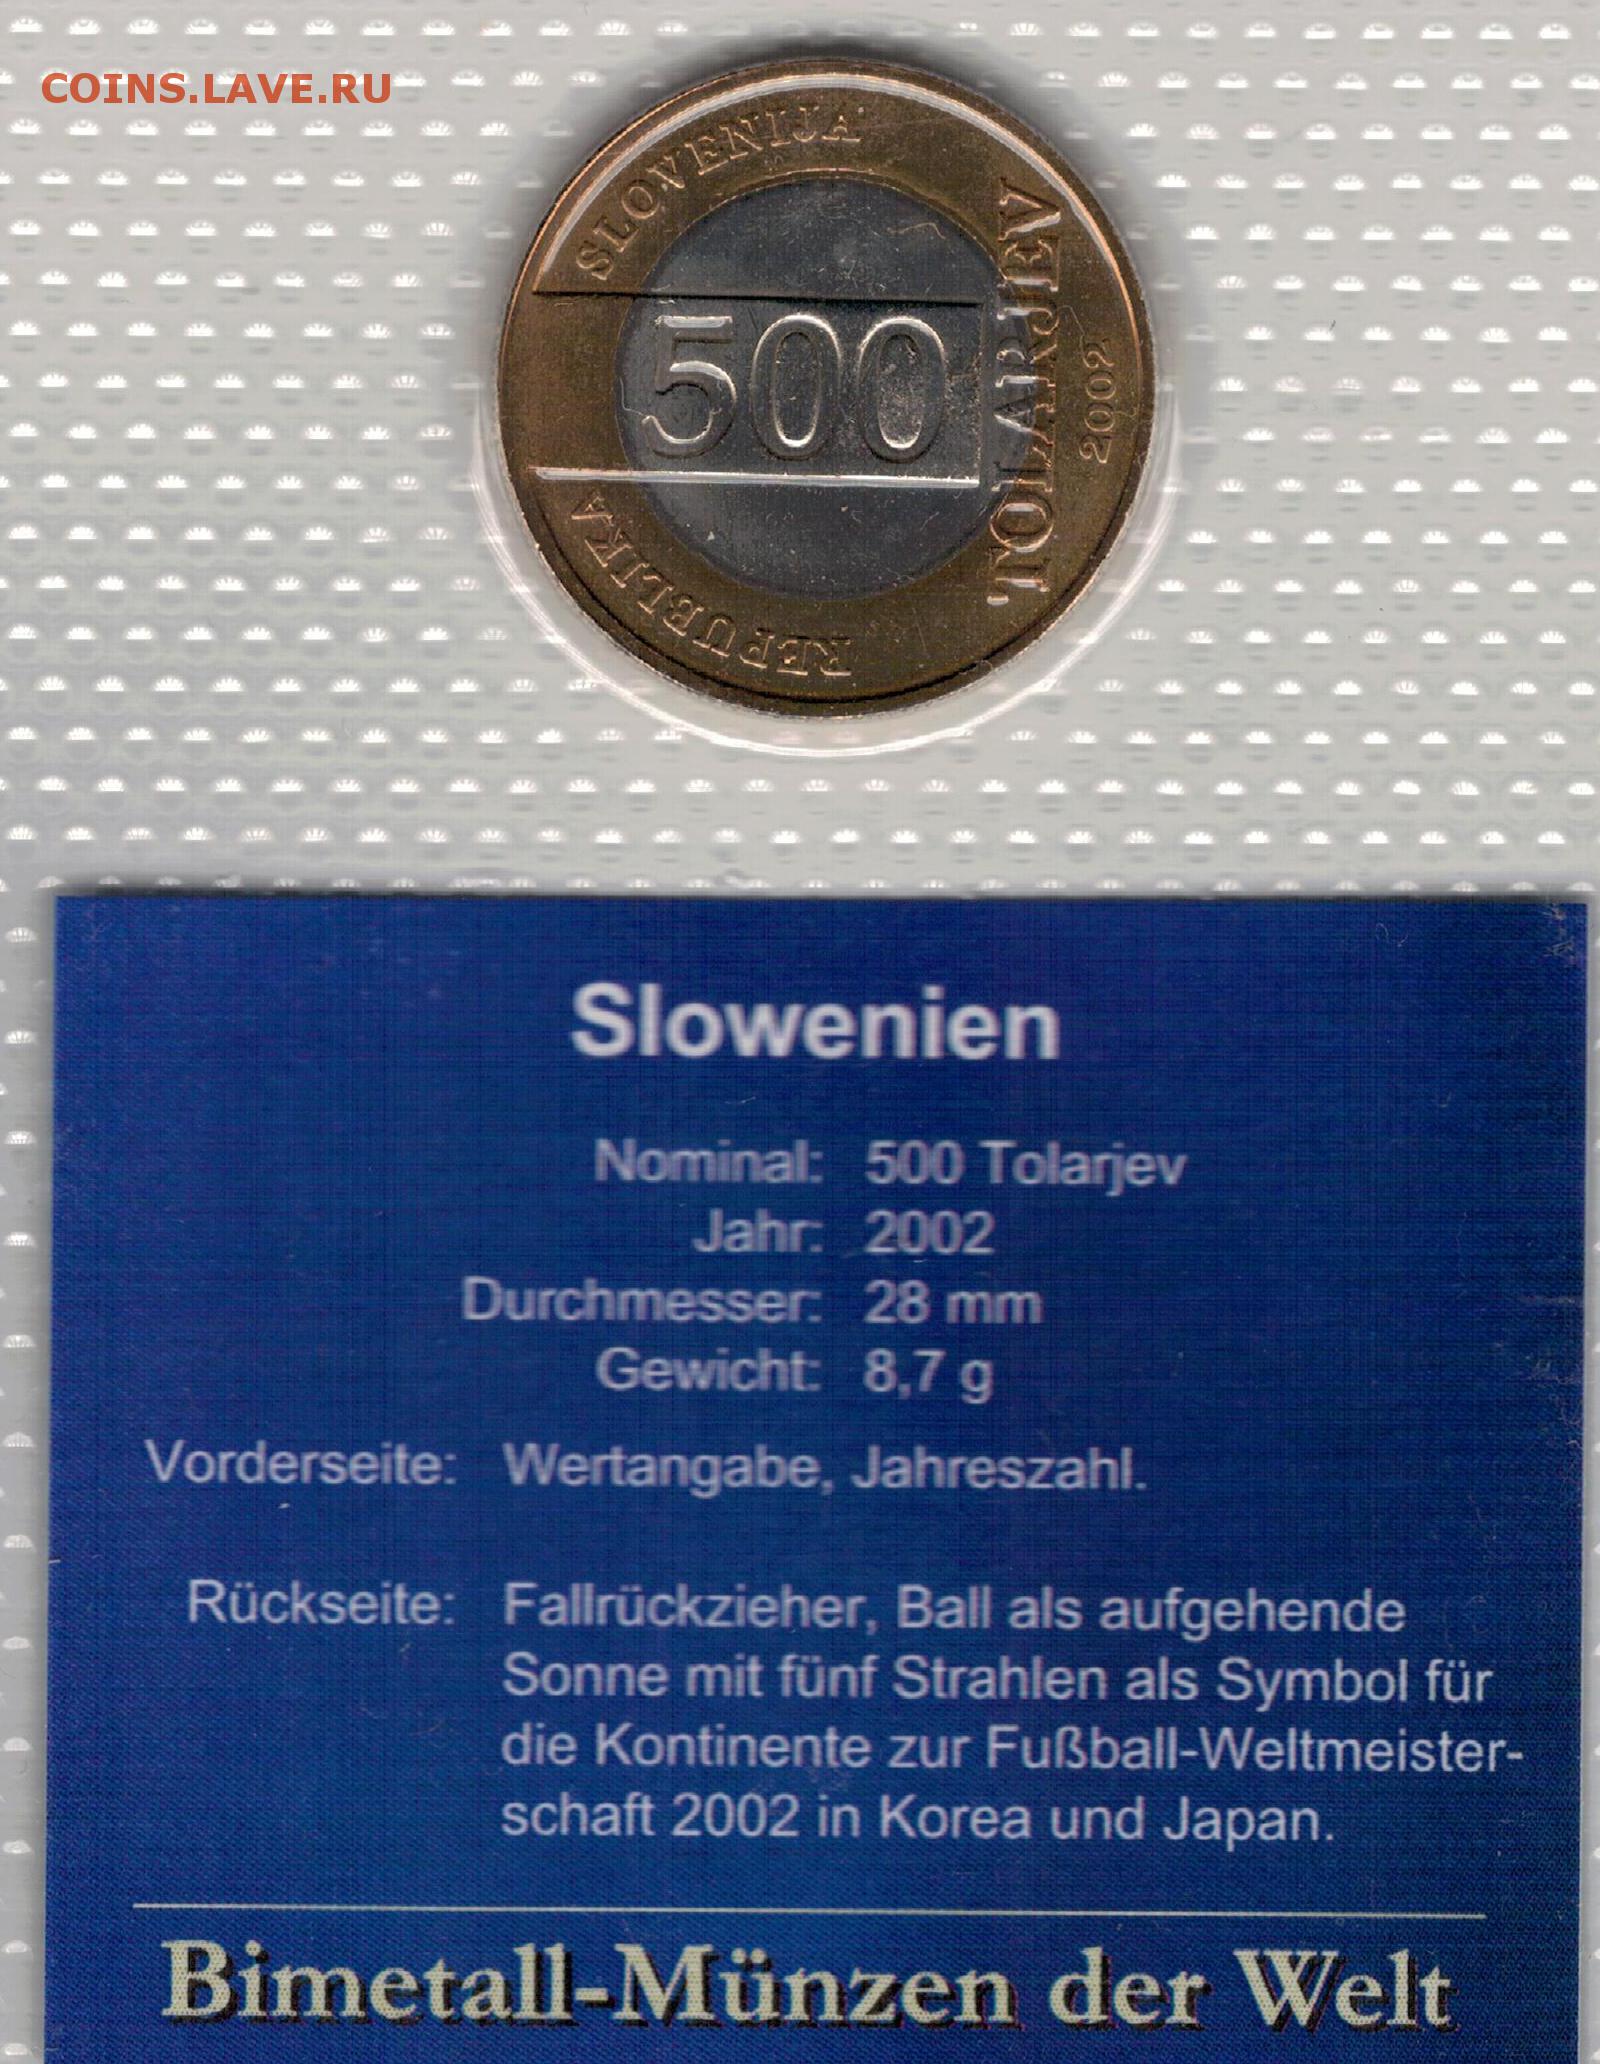 COINS.LAVE.RU
SLOVENIJA
500
TOLARJEV
2002
REPUBLIKA
Slowenien
Nominal: 500 Tolarjev
Jahr: 2002
Durchmesser: 28 mm
Gewicht: 8,7 g
Vorderseite: Wertangabe, Jahreszahl.
Rückseite: Fallrückzieher, Ball als aufgehende
Sonne mit fünf Strahlen als Symbol für
die Kontinente zur Fußball-Weltmeister-
schaft 2002 in Korea und Japan.
Bimetall-Münzen der Welt